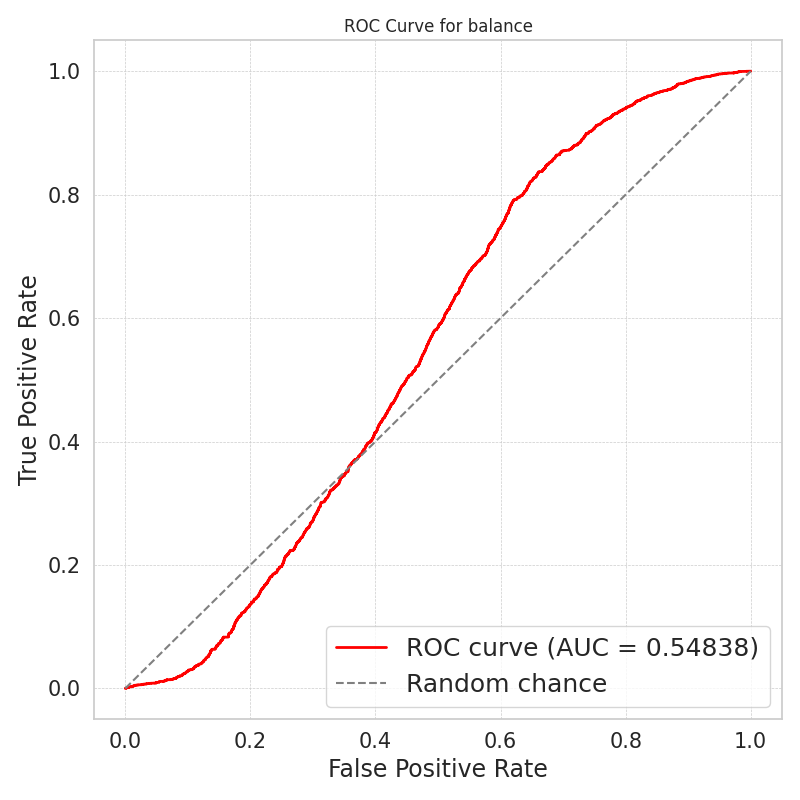 ROC Curve for balance
1.0
0.8
0.6
0.4
0.2
0.0
True Positive Rate
ROC curve (AUC = 0.54838)
Random chance
0.0 0.2 0.4 0.6 0.8 1.0
False Positive Rate